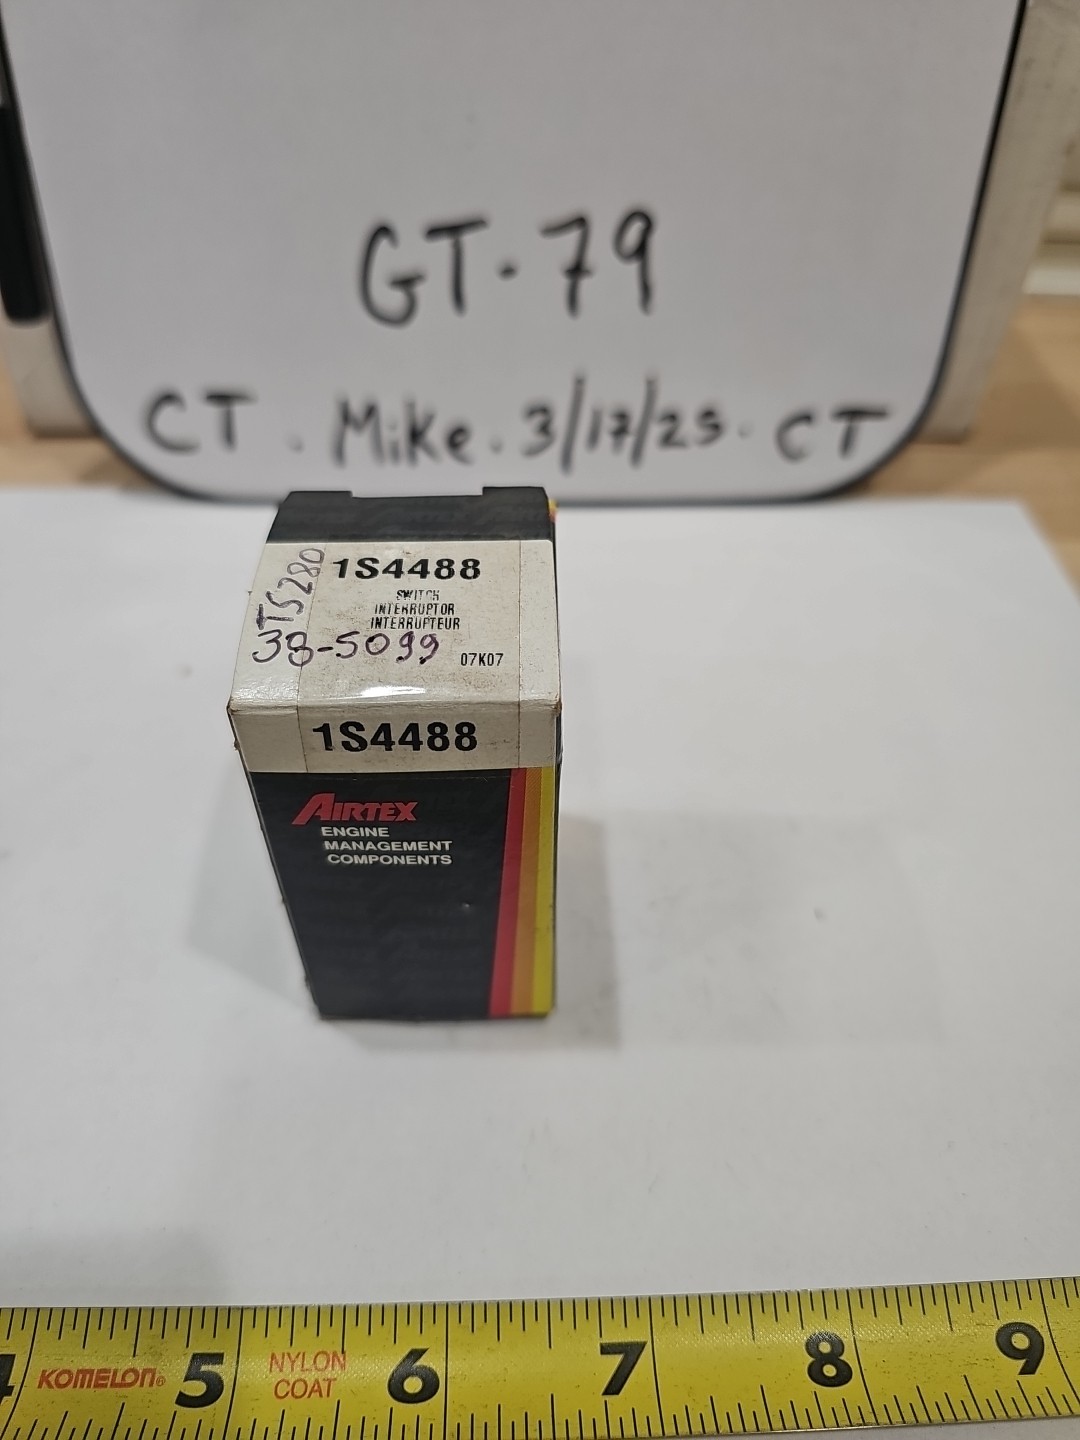 GT-79
CT. Mike. 3/17/25. CT
TS280
1S4488
SWITCH
INTERRUPTOR
INTERRUPTEUR
38-5099
07K07
1S4488
AIRTEX
ENGINE
MANAGEMENT
COMPONENTS
4 KOMELON® 5 NYLON COAT 6 7 8 9